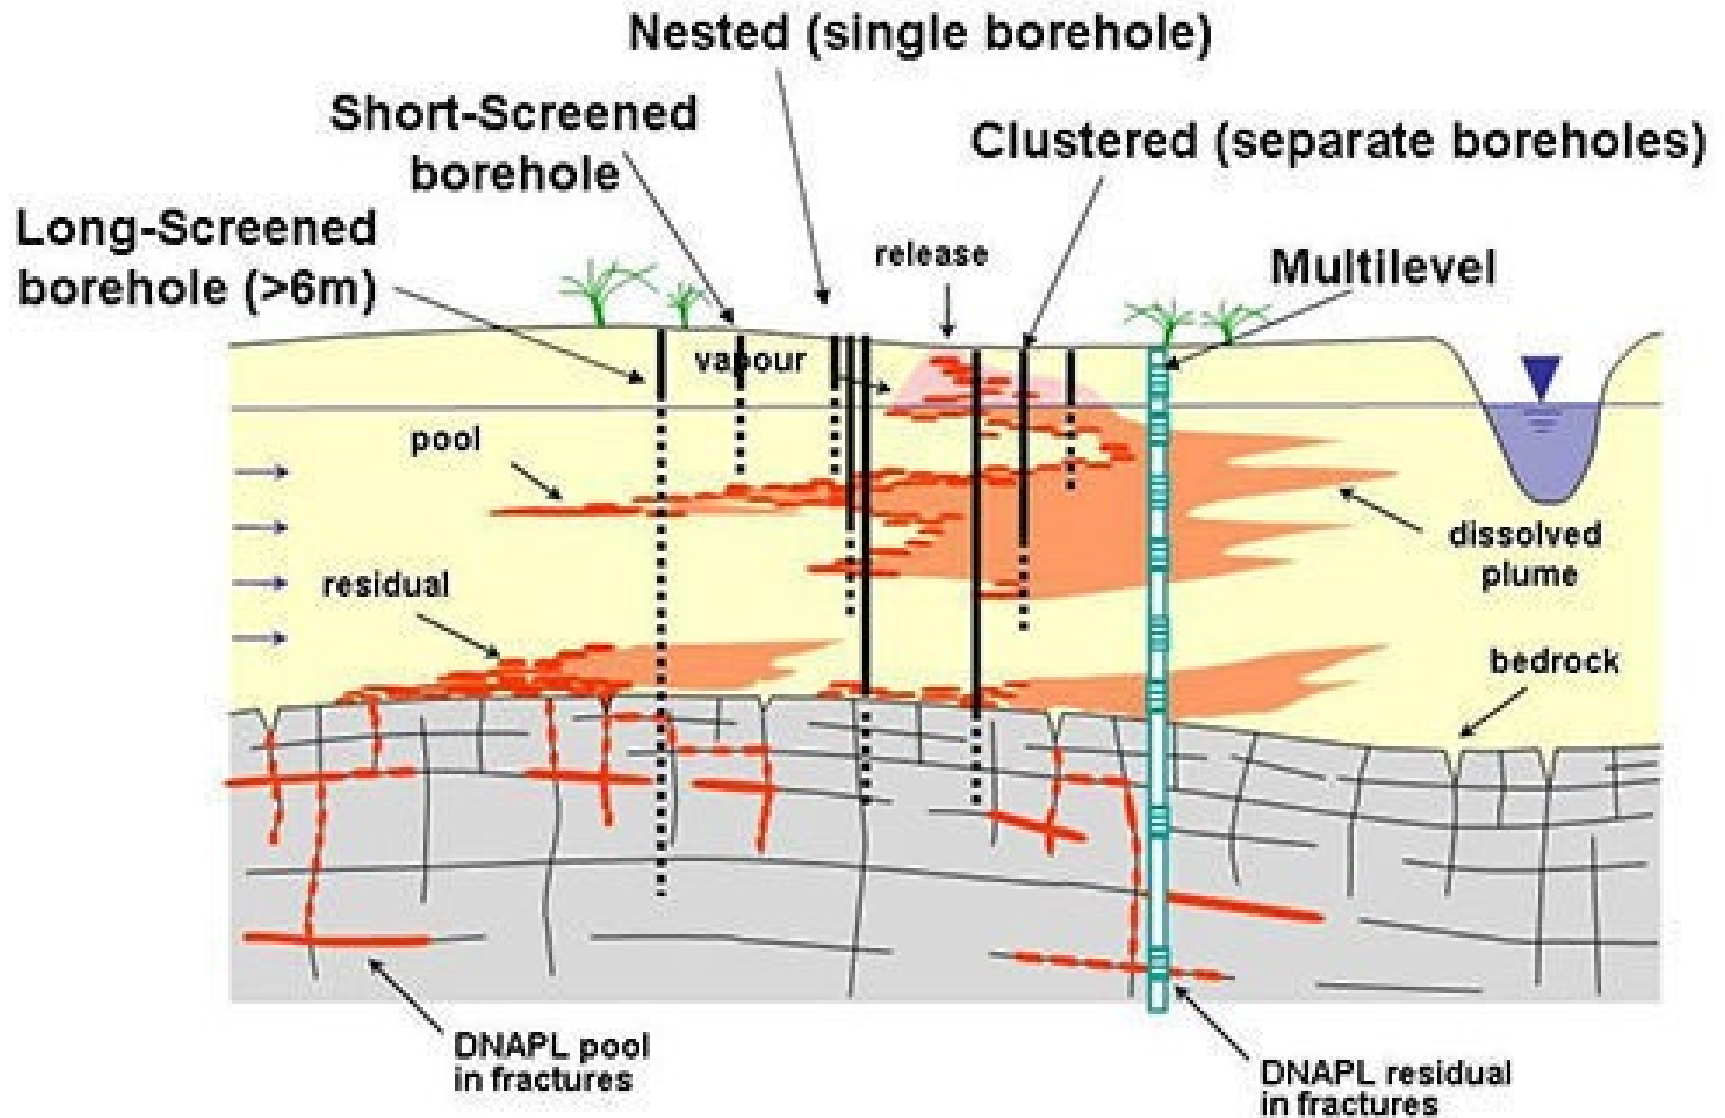 Nested (single borehole)
Short-Screened
borehole
Clustered (separate boreholes)
Long-Screened
borehole (>6m)
release
Multilevel
vapour
pool
dissolved
plume
residual
bedrock
DNAPL pool
in fractures
DNAPL residual
in fractures